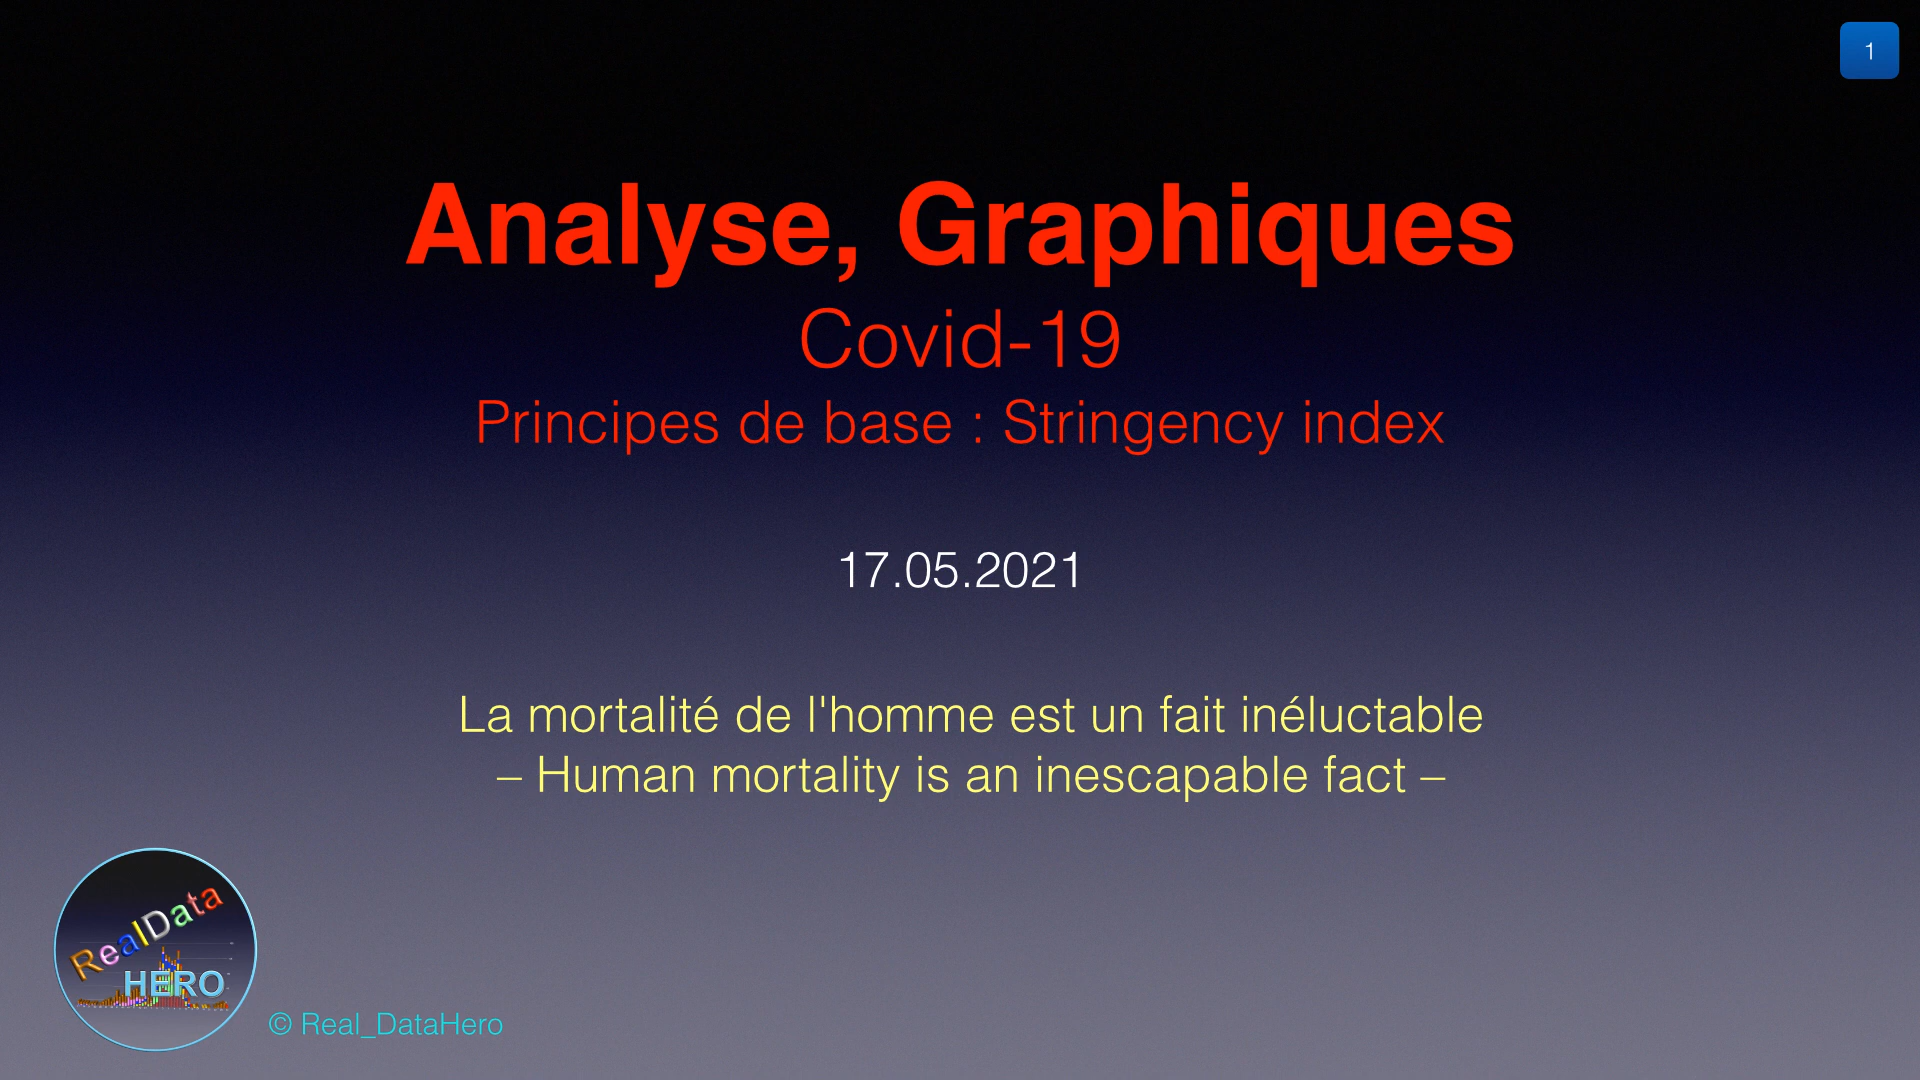 1
Analyse, Graphiques
Covid-19
Principes de base : Stringency index
17.05.2021
La mortalité de l'homme est un fait inéluctable
– Human mortality is an inescapable fact –
RealData
HERO
© Real_DataHero